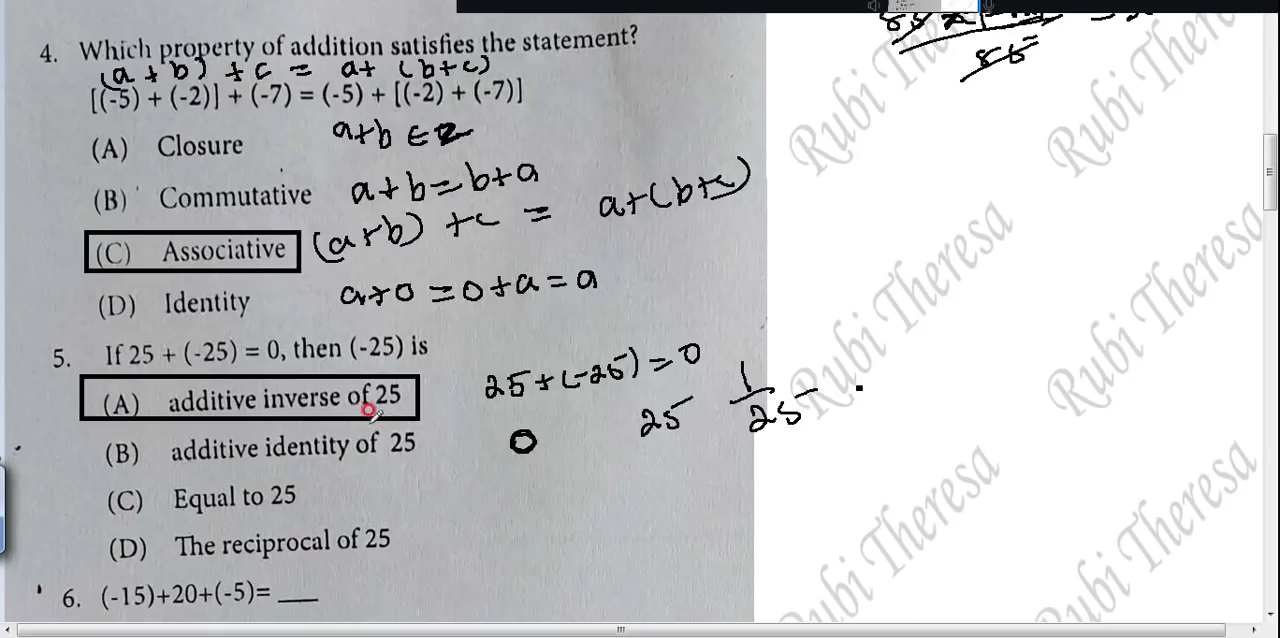 4. Which property of addition satisfies the statement?
(a + b) + c = a + (b + c)
[(-5) + (-2)] + (-7) = (-5) + [(-2) + (-7)]
(A) Closure a + b ∈ Z
(B) Commutative a + b = b + a
(C) Associative (a + b) + c = a + (b + c)
(D) Identity a + 0 = 0 + a = a
5. If 25 + (-25) = 0, then (-25) is
25 + (-25) = 0
(A) additive inverse of 25
25 1/25
(B) additive identity of 25 0
(C) Equal to 25
(D) The reciprocal of 25
6. (-15)+20+(-5)= ___
Rubi Theresa
Rubi Theresa
Rubi Theresa
Rubi Theresa
Rubi Theresa
Rubi Theresa